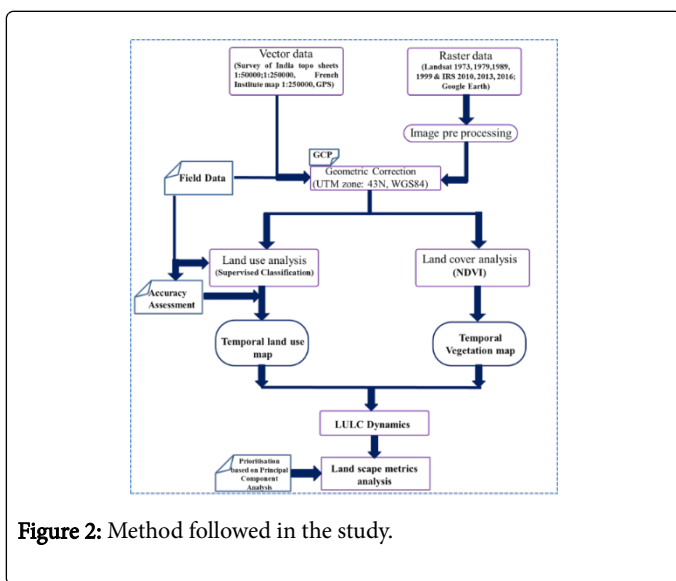 Vector data
(Survey of India topo sheets
1:50000;1:250000, French
Institute map 1:250000, GPS)
Raster data
(Landsat 1973, 1979,1989,
1999 & IRS 2010, 2013, 2016;
Google Earth)
Image pre processing
GCP
Geometric Correction
(UTM zone: 43N, WGS84)
Field Data
Land use analysis
(Supervised Classification)
Land cover analysis
(NDVI)
Accuracy
Assessment
Temporal land use
map
Temporal
Vegetation map
LULC Dynamics
Prioritisation
based on Principal
Component
Analysis
Land scape metrics
analysis
Figure 2: Method followed in the study.